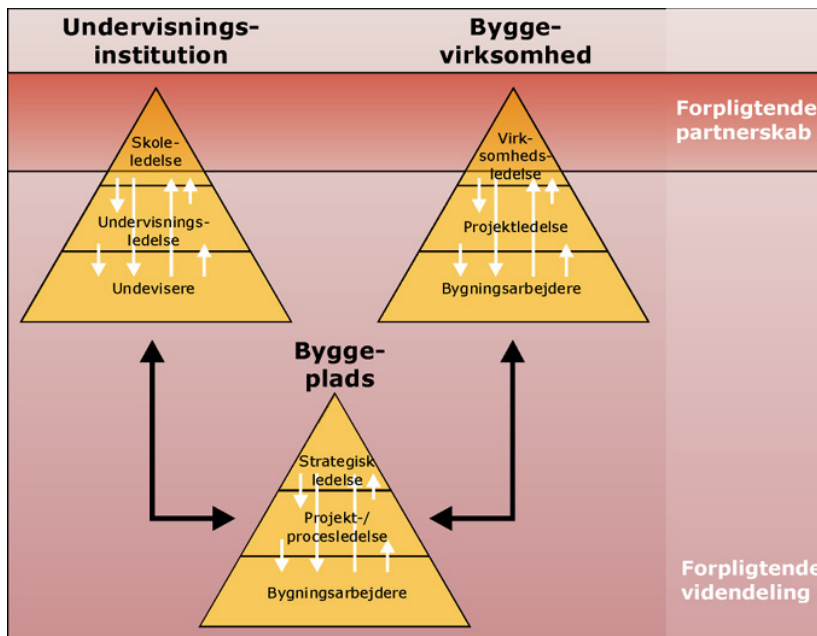 Undervisnings-
institution
Bygge-
virksomhed
Forpligtende
partnerskab
Skole-
ledelse
Undervisnings-
ledelse
Undevisere
Virk-
somheds-
ledelse
Projektledelse
Bygningsarbejdere
Bygge-
plads
Strategisk
ledelse
Projekt-/
procesledelse
Bygningsarbejdere
Forpligtende
videndeling